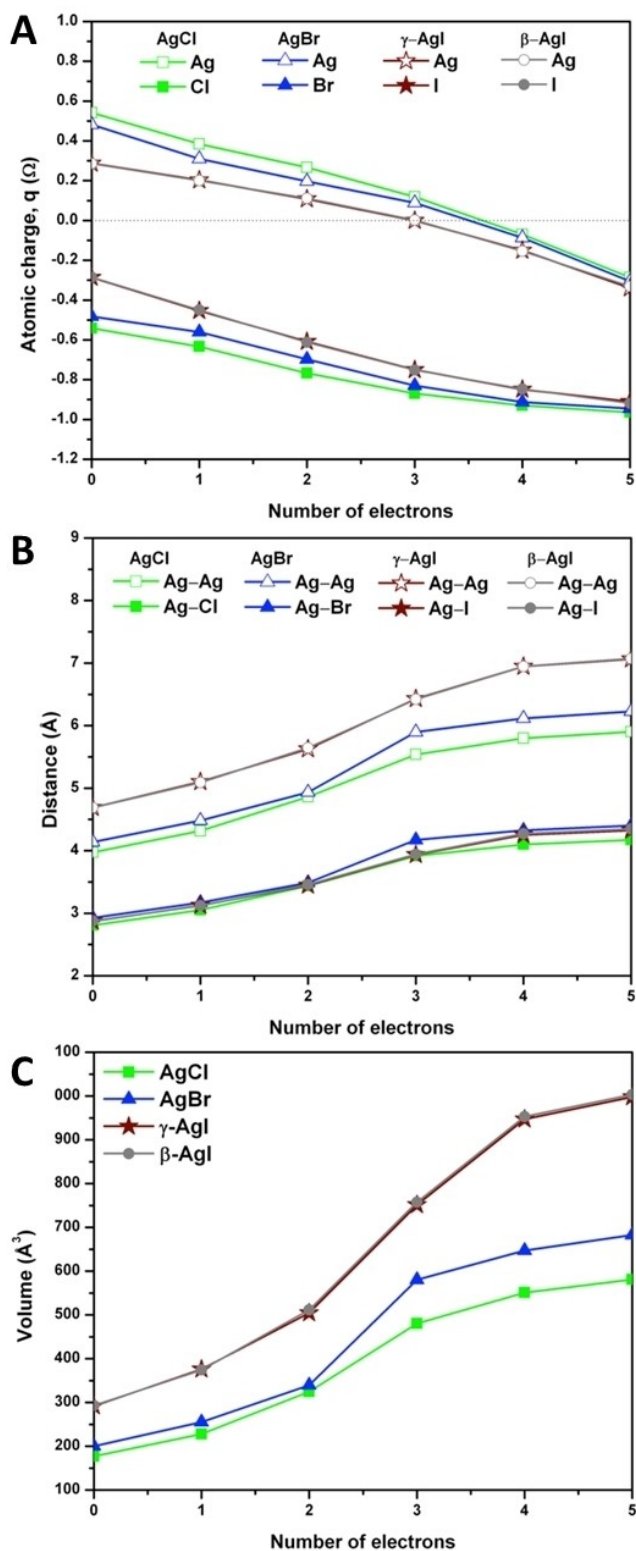 A
AgCl AgBr γ–AgI β–AgI
Ag Ag Ag Ag
Cl Br I I
Atomic charge, q (Ω)
1.0
0.8
0.6
0.4
0.2
0.0
-0.2
-0.4
-0.6
-0.8
-1.0
-1.2
0 1 2 3 4 5
Number of electrons
B
AgCl AgBr γ–AgI β–AgI
Ag–Ag Ag–Ag Ag–Ag Ag–Ag
Ag–Cl Ag–Br Ag–I Ag–I
Distance (Å)
9
8
7
6
5
4
3
2
0 1 2 3 4 5
Number of electrons
C
AgCl
AgBr
γ-AgI
β-AgI
Volume (Å³)
100
000
900
800
700
600
500
400
300
200
100
0 1 2 3 4 5
Number of electrons